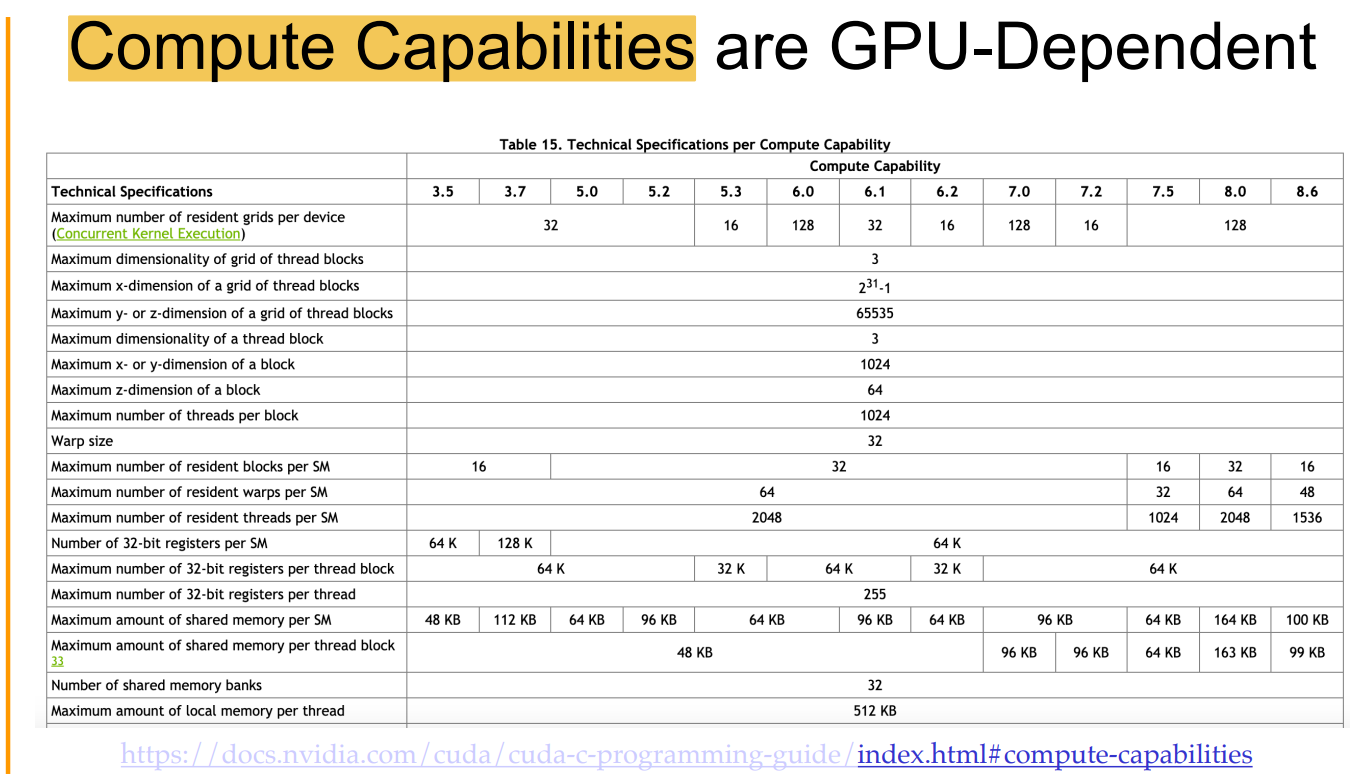 Compute Capabilities are GPU-Dependent
Table 15. Technical Specifications per Compute Capability
Compute Capability
Technical Specifications 3.5 3.7 5.0 5.2 5.3 6.0 6.1 6.2 7.0 7.2 7.5 8.0 8.6
Maximum number of resident grids per device
(Concurrent Kernel Execution) 32 16 128 32 16 128 16 128
Maximum dimensionality of grid of thread blocks 3
Maximum x-dimension of a grid of thread blocks 2³¹-1
Maximum y- or z-dimension of a grid of thread blocks 65535
Maximum dimensionality of a thread block 3
Maximum x- or y-dimension of a block 1024
Maximum z-dimension of a block 64
Maximum number of threads per block 1024
Warp size 32
Maximum number of resident blocks per SM 16 32 16 32 16
Maximum number of resident warps per SM 64 32 64 48
Maximum number of resident threads per SM 2048 1024 2048 1536
Number of 32-bit registers per SM 64 K 128 K 64 K
Maximum number of 32-bit registers per thread block 64 K 32 K 64 K 32 K 64 K
Maximum number of 32-bit registers per thread 255
Maximum amount of shared memory per SM 48 KB 112 KB 64 KB 96 KB 64 KB 96 KB 64 KB 96 KB 64 KB 164 KB 100 KB
Maximum amount of shared memory per thread block
33 48 KB 96 KB 96 KB 64 KB 163 KB 99 KB
Number of shared memory banks 32
Maximum amount of local memory per thread 512 KB
https://docs.nvidia.com/cuda/cuda-c-programming-guide/index.html#compute-capabilities